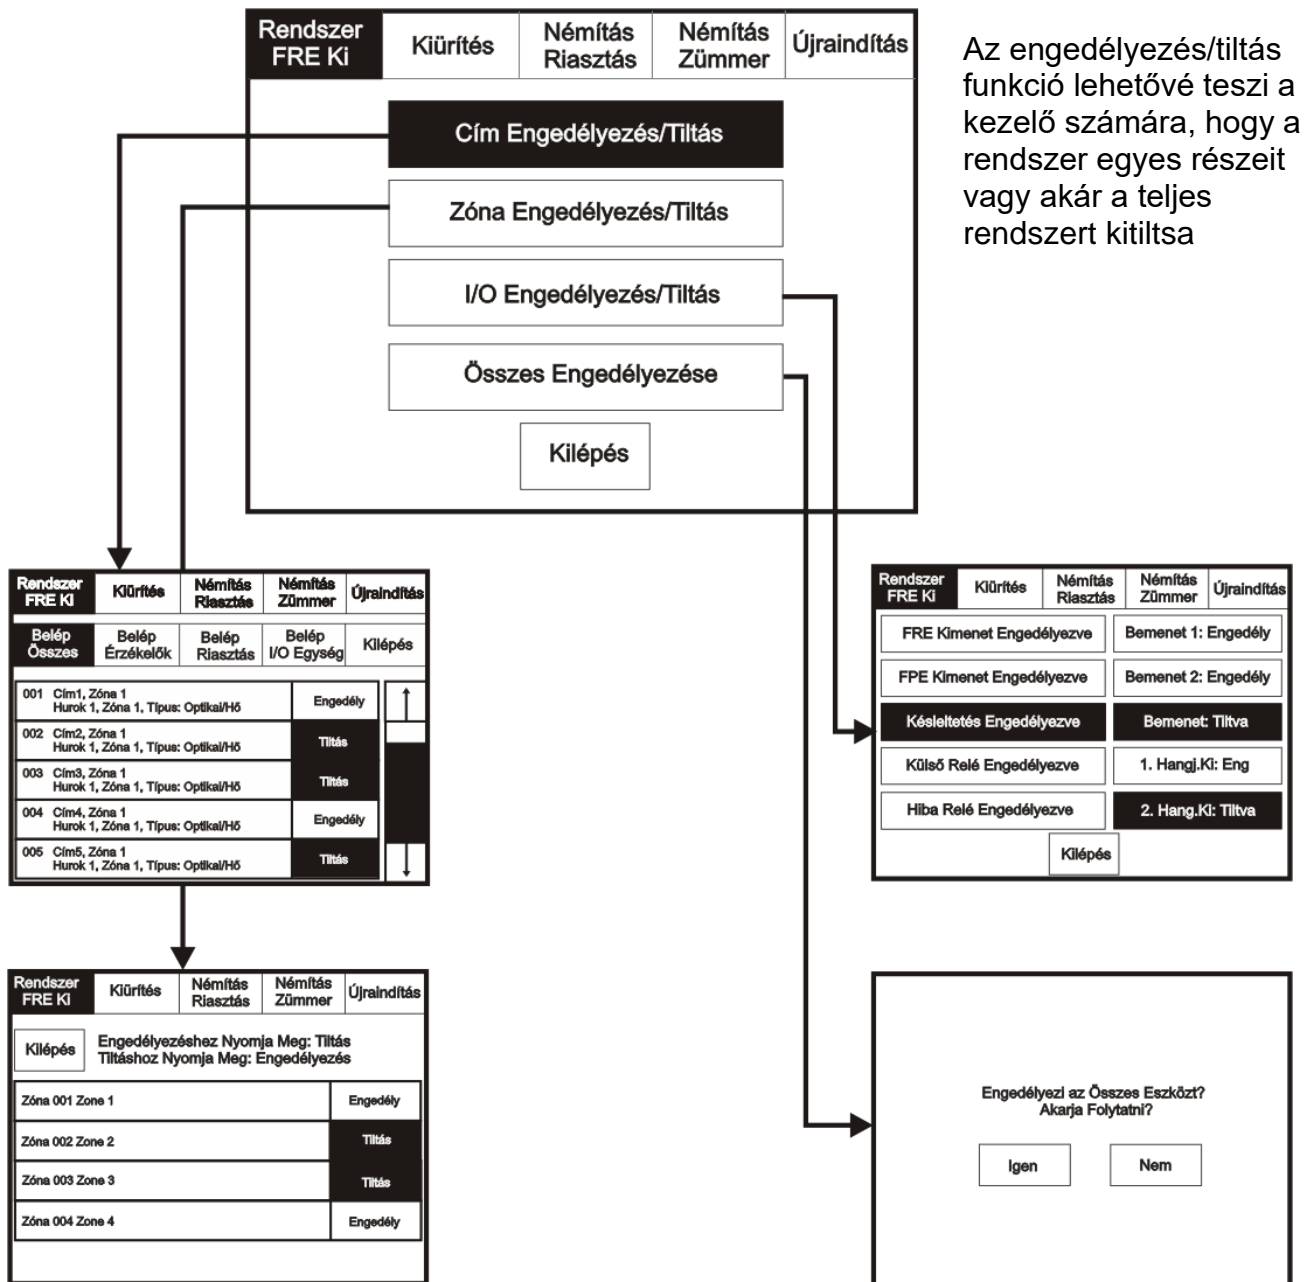 Rendszer
FRE Ki
Kiürítés
Némítás
Riasztás
Némítás
Zümmer
Újraindítás
Cím Engedélyezés/Tiltás
Zóna Engedélyezés/Tiltás
I/O Engedélyezés/Tiltás
Összes Engedélyezése
Kilépés
Az engedélyezés/tiltás
funkció lehetővé teszi a
kezelő számára, hogy a
rendszer egyes részeit
vagy akár a teljes
rendszert kitiltsa
Rendszer
FRE Ki
Kiürítés
Némítás
Riasztás
Némítás
Zümmer
Újraindítás
Belép
Összes
Belép
Érzékelők
Belép
Riasztás
Belép
I/O Egység
Kilépés
001 Cím1, Zóna 1
Hurok 1, Zóna 1, Típus: Optikai/Hő
Engedély
002 Cím2, Zóna 1
Hurok 1, Zóna 1, Típus: Optikai/Hő
Tiltás
003 Cím3, Zóna 1
Hurok 1, Zóna 1, Típus: Optikai/Hő
Tiltás
004 Cím4, Zóna 1
Hurok 1, Zóna 1, Típus: Optikai/Hő
Engedély
005 Cím5, Zóna 1
Hurok 1, Zóna 1, Típus: Optikai/Hő
Tiltás
Rendszer
FRE Ki
Kiürítés
Némítás
Riasztás
Némítás
Zümmer
Újraindítás
FRE Kimenet Engedélyezve
Bemenet 1: Engedély
FPE Kimenet Engedélyezve
Bemenet 2: Engedély
Késleltetés Engedélyezve
Bemenet: Tiltva
Külső Relé Engedélyezve
1. Hangj.Ki: Eng
Hiba Relé Engedélyezve
2. Hang.Ki: Tiltva
Kilépés
Rendszer
FRE Ki
Kiürítés
Némítás
Riasztás
Némítás
Zümmer
Újraindítás
Kilépés
Engedélyezéshez Nyomja Meg: Tiltás
Tiltáshoz Nyomja Meg: Engedélyezés
Zóna 001 Zone 1
Engedély
Zóna 002 Zone 2
Tiltás
Zóna 003 Zone 3
Tiltás
Zóna 004 Zone 4
Engedély
Engedélyezi az Összes Eszközt?
Akarja Folytatni?
Igen
Nem